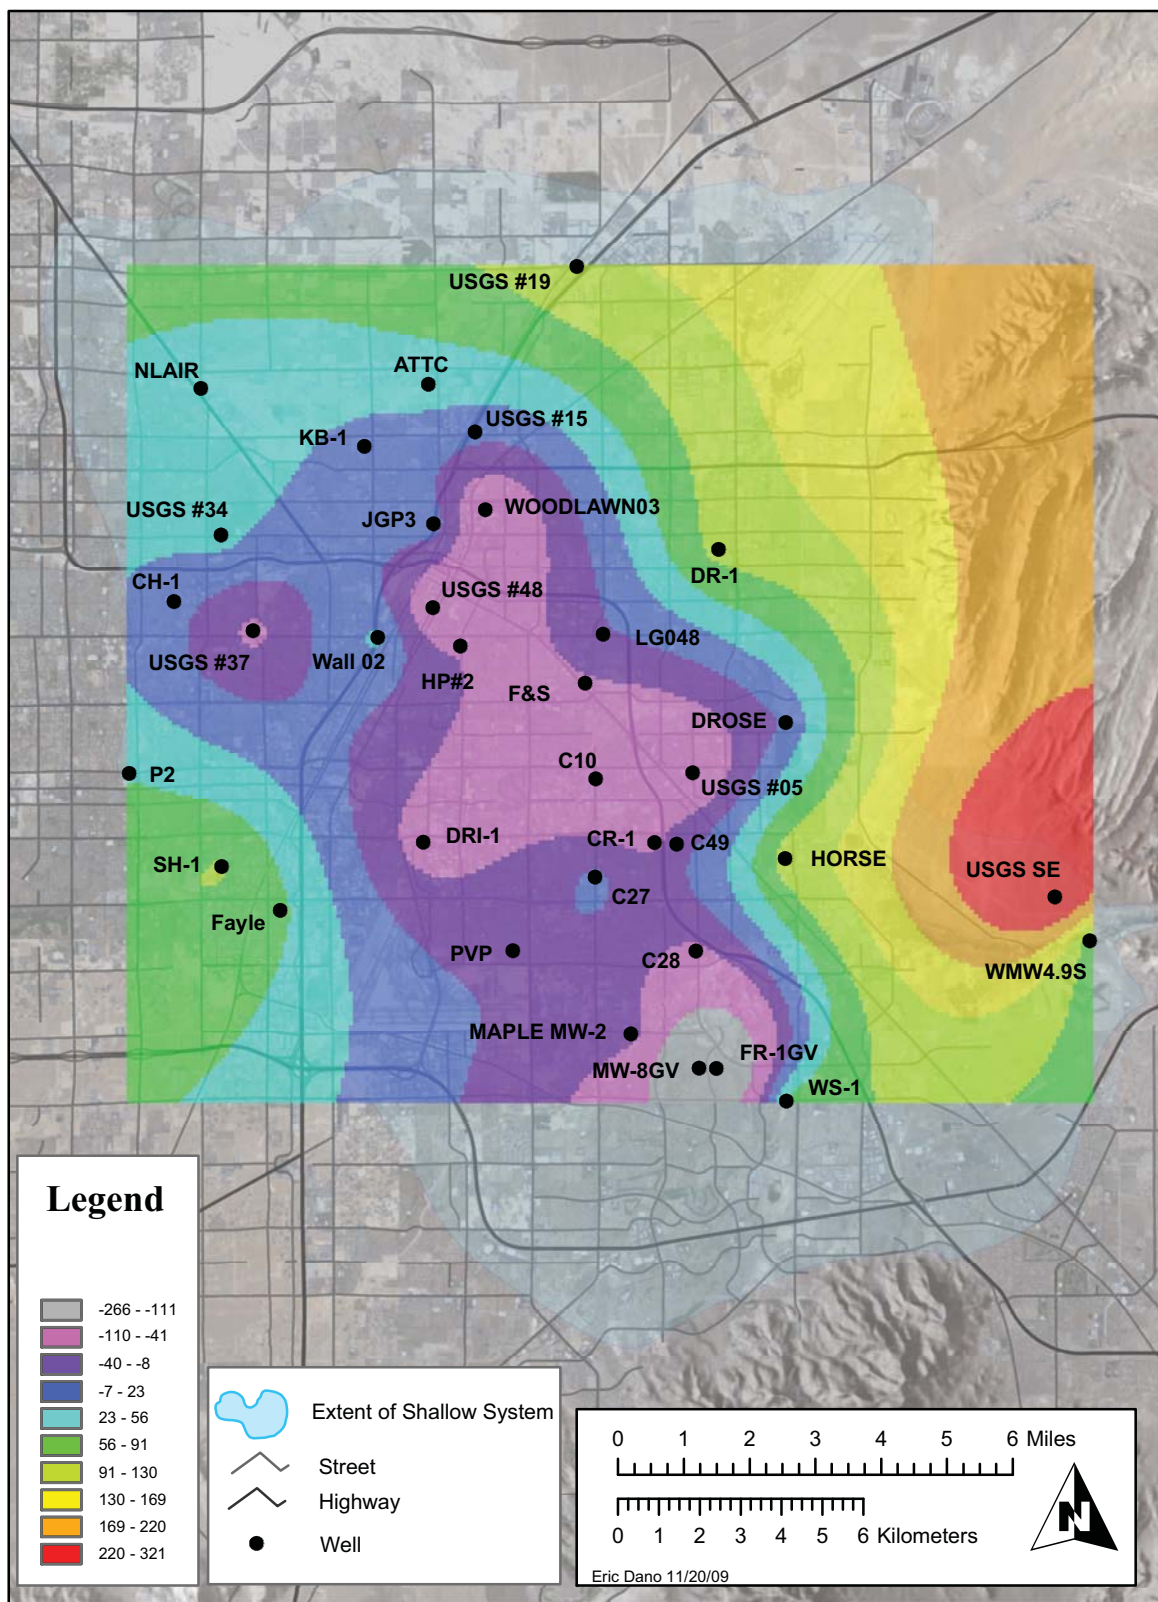 USGS #19
NLAIR
ATTC
USGS #15
KB-1
WOODLAWN03
USGS #34
JGP3
DR-1
CH-1
USGS #48
USGS #37
Wall 02
LG048
HP#2
F&S
DROSE
P2
C10
USGS #05
DRI-1
CR-1
C49
SH-1
HORSE
USGS SE
C27
Fayle
PVP
C28
WMW4.9S
MAPLE MW-2
FR-1GV
MW-8GV
WS-1
Legend
-266 - -111
-110 - -41
-40 - -8
-7 - 23
23 - 56
56 - 91
91 - 130
130 - 169
169 - 220
220 - 321
Extent of Shallow System
Street
Highway
Well
0 1 2 3 4 5 6 Miles
0 1 2 3 4 5 6 Kilometers
N
Eric Dano 11/20/09